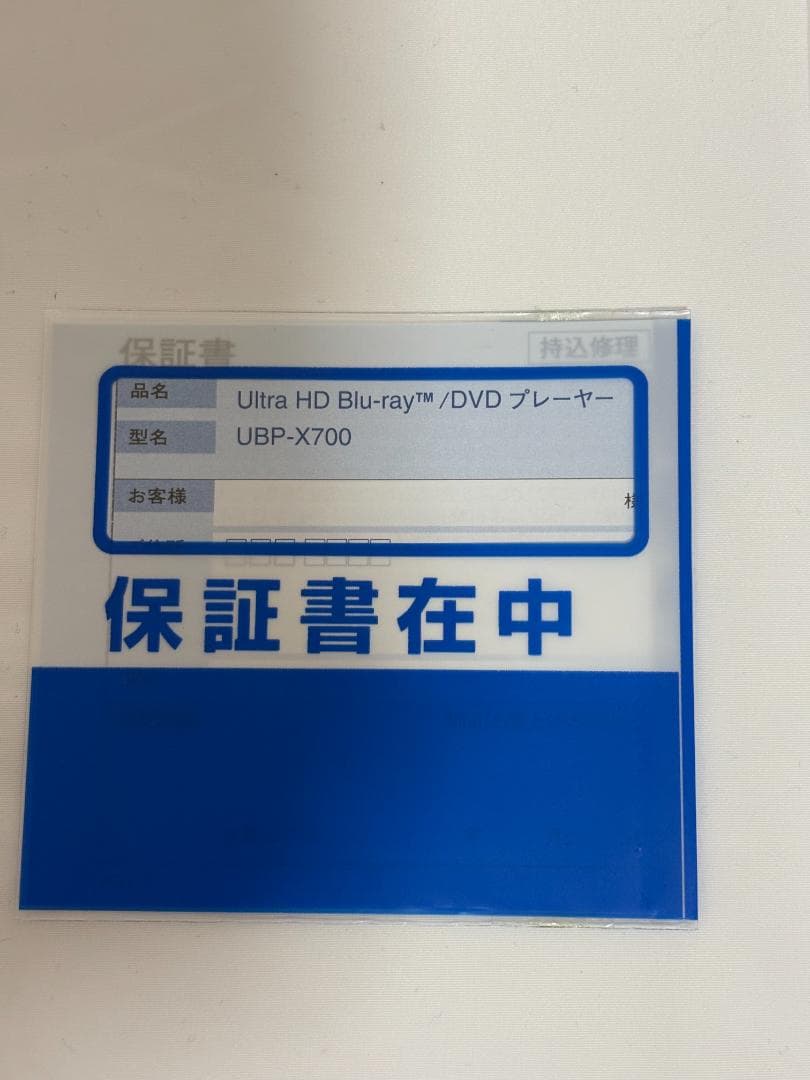 保証書
持込修理
品名 Ultra HD Blu-ray™ /DVD プレーヤー
型名 UBP-X700
お客様 様
保証書在中